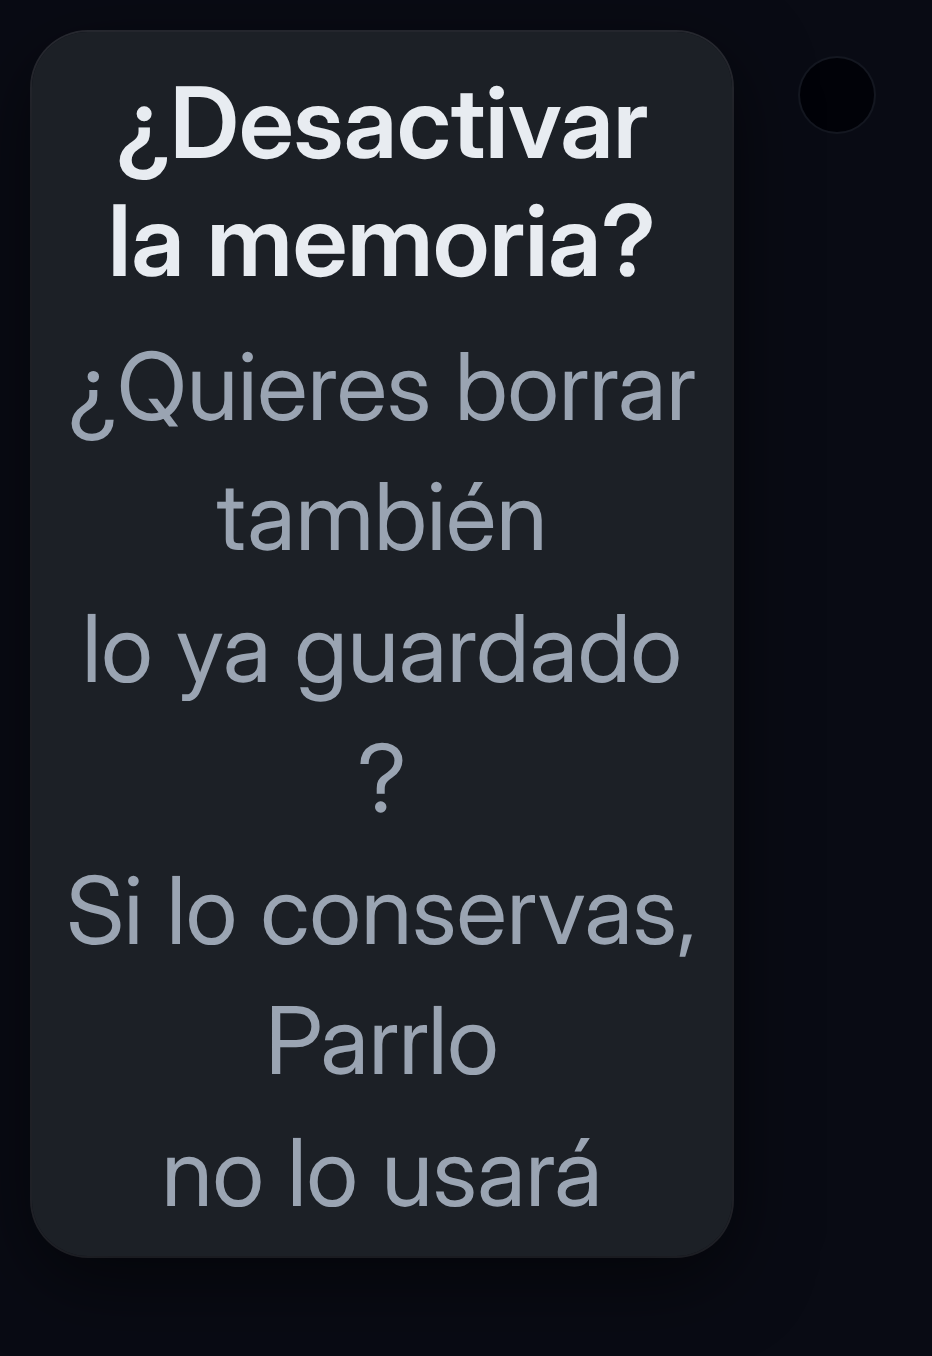 ¿Desactivar
la memoria?
¿Quieres borrar
también
lo ya guardado
?
Si lo conservas,
Parrlo
no lo usará